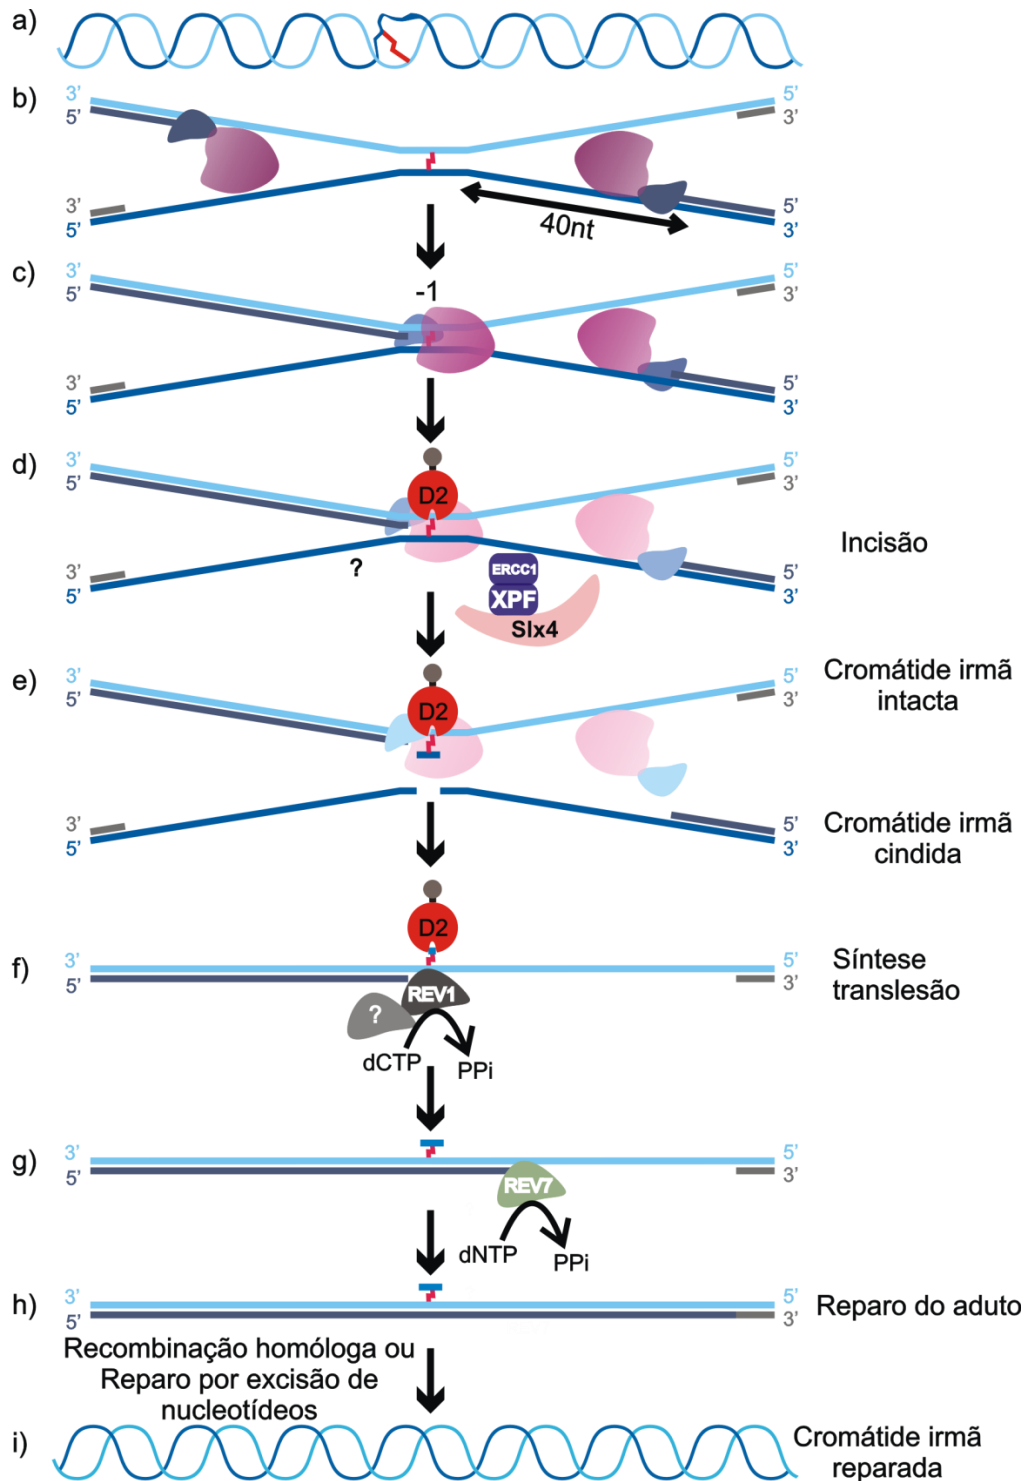 a)
b)
3’
5’
5’
3’
3’
5’
40nt
5’
3’
c)
3’
5’
-1
5’
3’
3’
5’
5’
3’
d)
3’
5’
D2
5’
3’
Incisão
?
ERCC1
XPF
Slx4
3’
5’
5’
3’
e)
3’
5’
D2
5’
3’
Cromátide irmã
intacta
3’
5’
5’
3’
Cromátide irmã
cindida
D2
f)
3’
5’
5’
3’
Síntese
translesão
REV1
?
dCTP
PPi
g)
3’
5’
5’
3’
REV7
dNTP
PPi
h)
3’
5’
5’
3’
Reparo do aduto
Recombinação homóloga ou
Reparo por excisão de
nucleotídeos
i)
Cromátide irmã
reparada